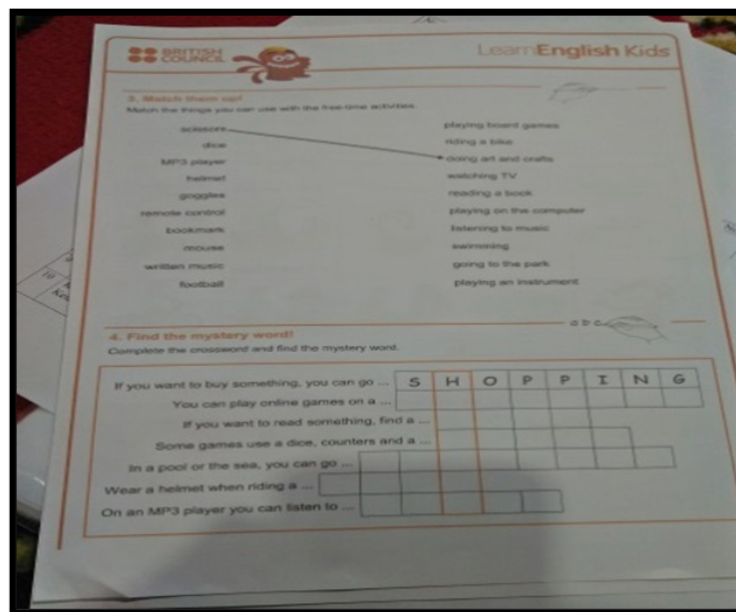 BRITISH
COUNCIL
LearnEnglish Kids
3. Match them up!
Match the things you can use with the free-time activities.
scissors playing board games
dice riding a bike
MP3 player doing art and crafts
helmet watching TV
goggles reading a book
remote control playing on the computer
bookmark listening to music
mouse swimming
written music going to the park
football playing an instrument
a b c
4. Find the mystery word!
Complete the crossword and find the mystery word.
If you want to buy something, you can go ... S H O P P I N G
You can play online games on a ...
If you want to read something, find a ...
Some games use a dice, counters and a ...
In a pool or the sea, you can go ...
Wear a helmet when riding a ...
On an MP3 player you can listen to ...